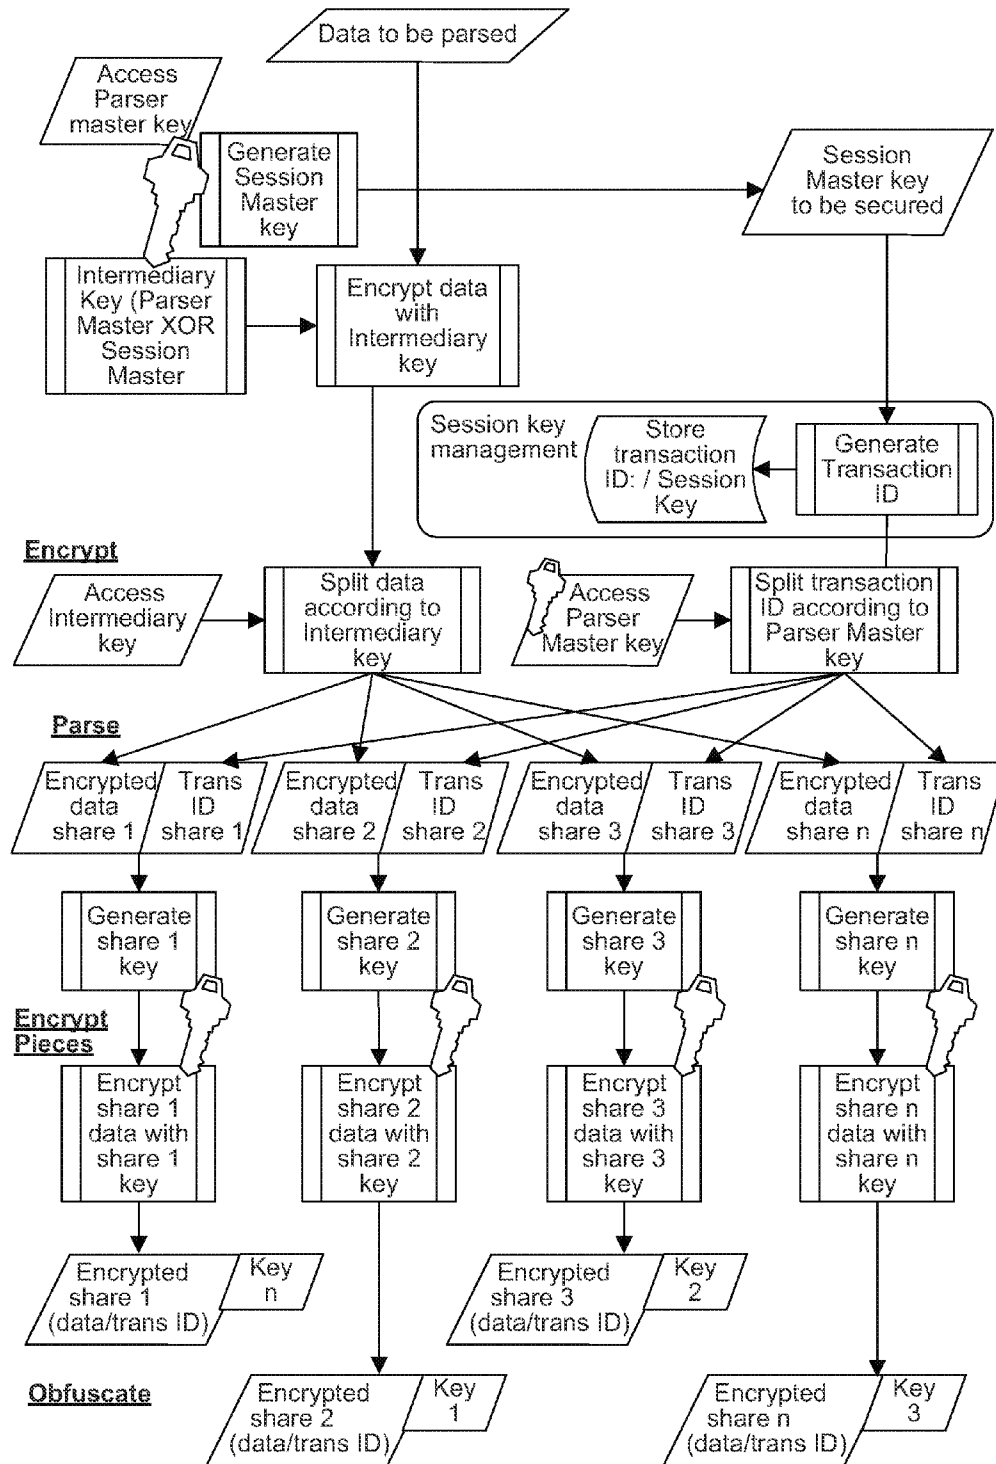 Data to be parsed
Access
Parser
master key
Generate
Session
Master
key
Session
Master key
to be secured
Intermediary
Key (Parser
Master XOR
Session
Master
Encrypt data
with
Intermediary
key
Session key
management
Store
transaction
ID: / Session
Key
Generate
Transaction
ID
Encrypt
Access
Intermediary
key
Split data
according to
Intermediary
key
Access
Parser
Master key
Split transaction
ID according to
Parser Master
key
Parse
Encrypted
data
share 1
Trans
ID
share 1
Encrypted
data
share 2
Trans
ID
share 2
Encrypted
data
share 3
Trans
ID
share 3
Encrypted
data
share n
Trans
ID
share n
Generate
share 1
key
Generate
share 2
key
Generate
share 3
key
Generate
share n
key
Encrypt
Pieces
Encrypt
share 1
data with
share 1
key
Encrypt
share 2
data with
share 2
key
Encrypt
share 3
data with
share 3
key
Encrypt
share n
data with
share n
key
Encrypted
share 1
(data/trans ID)
Key
n
Encrypted
share 3
(data/trans ID)
Key
2
Obfuscate
Encrypted
share 2
(data/trans ID)
Key
1
Encrypted
share n
(data/trans ID)
Key
3